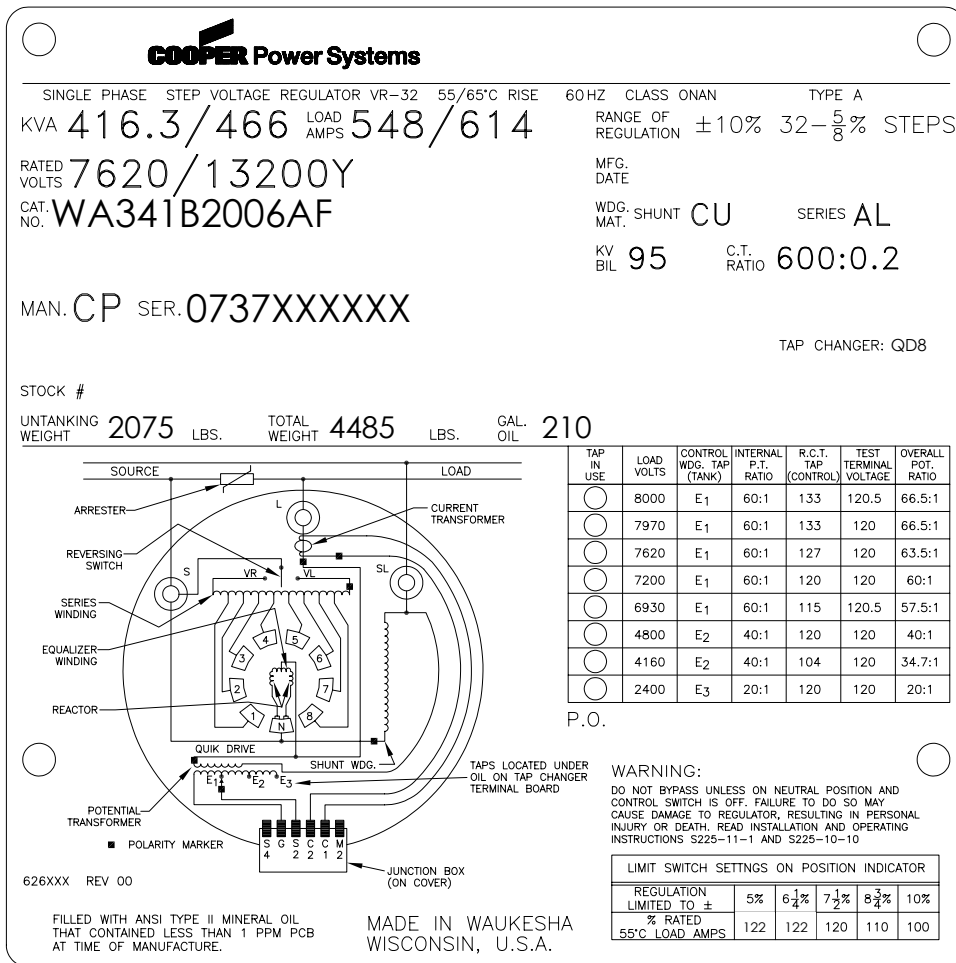 COOPER Power Systems
SINGLE PHASE STEP VOLTAGE REGULATOR VR-32 55/65°C RISE 60HZ CLASS ONAN TYPE A
KVA 416.3/466 LOAD AMPS 548/614
RANGE OF REGULATION ±10% 32-5/8% STEPS
RATED VOLTS 7620/13200Y
MFG. DATE
CAT. NO. WA341B2006AF
WDG. MAT. SHUNT CU SERIES AL
KV BIL 95 C.T. RATIO 600:0.2
MAN. CP SER. 0737XXXXXX
TAP CHANGER: QD8
STOCK #
UNTANKING WEIGHT 2075 LBS. TOTAL WEIGHT 4485 LBS. GAL. OIL 210
SOURCE LOAD
ARRESTER
L
CURRENT
TRANSFORMER
REVERSING
SWITCH
S
VR VL
SL
SERIES
WINDING
EQUALIZER
WINDING
REACTOR
4 5
3 6
2 7
1 N 8
QUIK DRIVE
SHUNT WDG.
E1 E2 E3
TAPS LOCATED UNDER
OIL ON TAP CHANGER
TERMINAL BOARD
POTENTIAL
TRANSFORMER
■ POLARITY MARKER
S G S C C M
4 2 2 1 2
JUNCTION BOX
(ON COVER)
626XXX REV 00
FILLED WITH ANSI TYPE II MINERAL OIL
THAT CONTAINED LESS THAN 1 PPM PCB
AT TIME OF MANUFACTURE.
MADE IN WAUKESHA
WISCONSIN, U.S.A.
TAP IN USE LOAD VOLTS CONTROL WDG. TAP (TANK) INTERNAL P.T. RATIO R.C.T. TAP (CONTROL) TEST TERMINAL VOLTAGE OVERALL POT. RATIO
8000 E1 60:1 133 120.5 66.5:1
7970 E1 60:1 133 120 66.5:1
7620 E1 60:1 127 120 63.5:1
7200 E1 60:1 120 120 60:1
6930 E1 60:1 115 120.5 57.5:1
4800 E2 40:1 120 120 40:1
4160 E2 40:1 104 120 34.7:1
2400 E3 20:1 120 120 20:1
P.O.
WARNING:
DO NOT BYPASS UNLESS ON NEUTRAL POSITION AND
CONTROL SWITCH IS OFF. FAILURE TO DO SO MAY
CAUSE DAMAGE TO REGULATOR, RESULTING IN PERSONAL
INJURY OR DEATH. READ INSTALLATION AND OPERATING
INSTRUCTIONS S225-11-1 AND S225-10-10
LIMIT SWITCH SETTNGS ON POSITION INDICATOR
REGULATION LIMITED TO ± 5% 6 1/4% 7 1/2% 8 3/4% 10%
% RATED 55°C LOAD AMPS 122 122 120 110 100